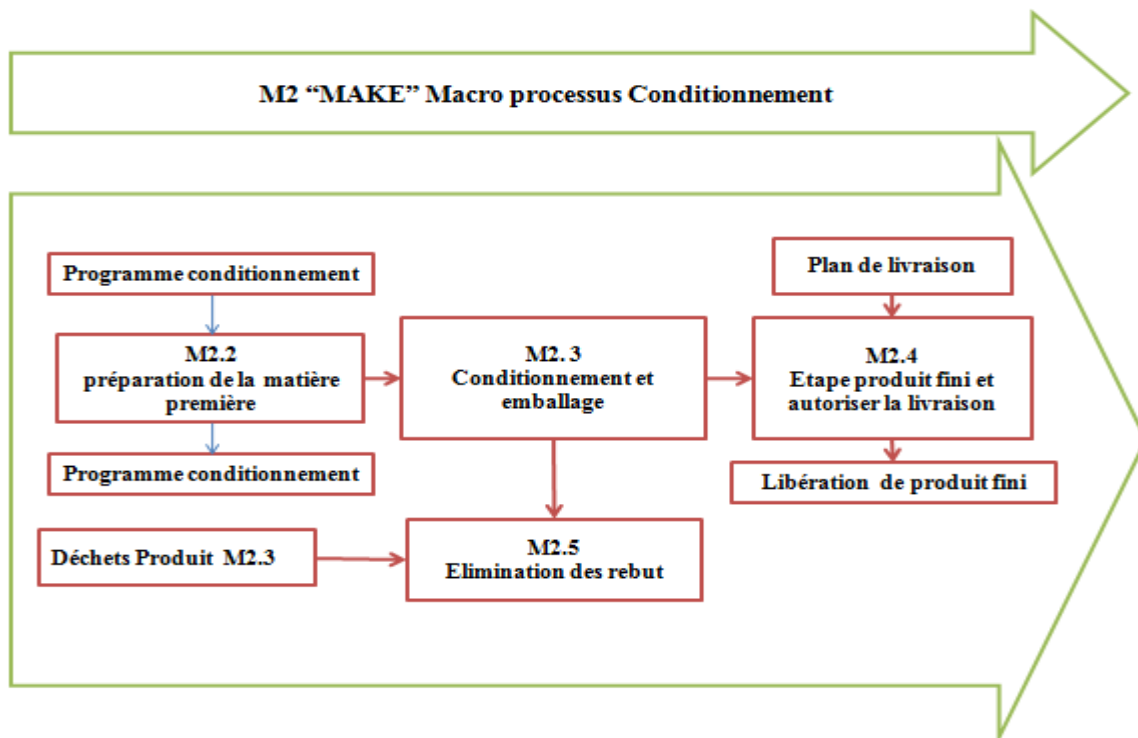 M2 “MAKE” Macro processus Conditionnement
Programme conditionnement
Plan de livraison
M2.2
préparation de la matière
première
M2. 3
Conditionnement et
emballage
M2.4
Etape produit fini et
autoriser la livraison
Programme conditionnement
Libération de produit fini
Déchets Produit M2.3
M2.5
Elimination des rebut